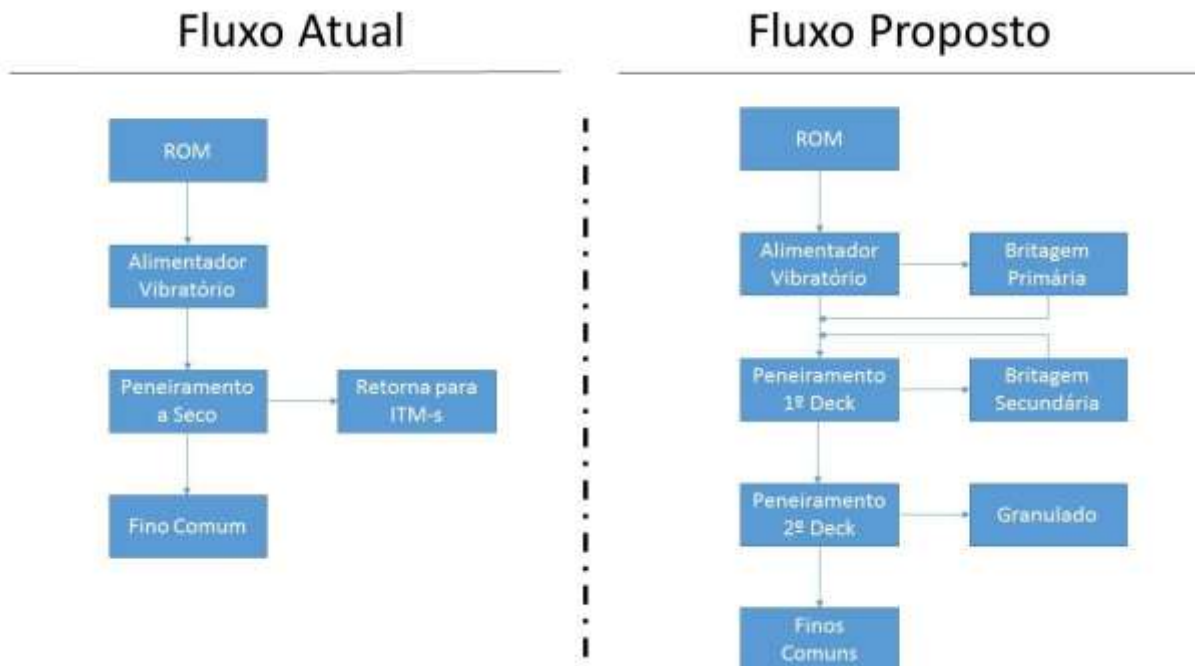 Fluxo Atual
ROM
Alimentador
Vibratório
Peneiramento
a Seco
Retorna para
ITM-s
Fino Comum
Fluxo Proposto
ROM
Alimentador
Vibratório
Britagem
Primária
Peneiramento
1º Deck
Britagem
Secundária
Peneiramento
2º Deck
Granulado
Finos
Comuns